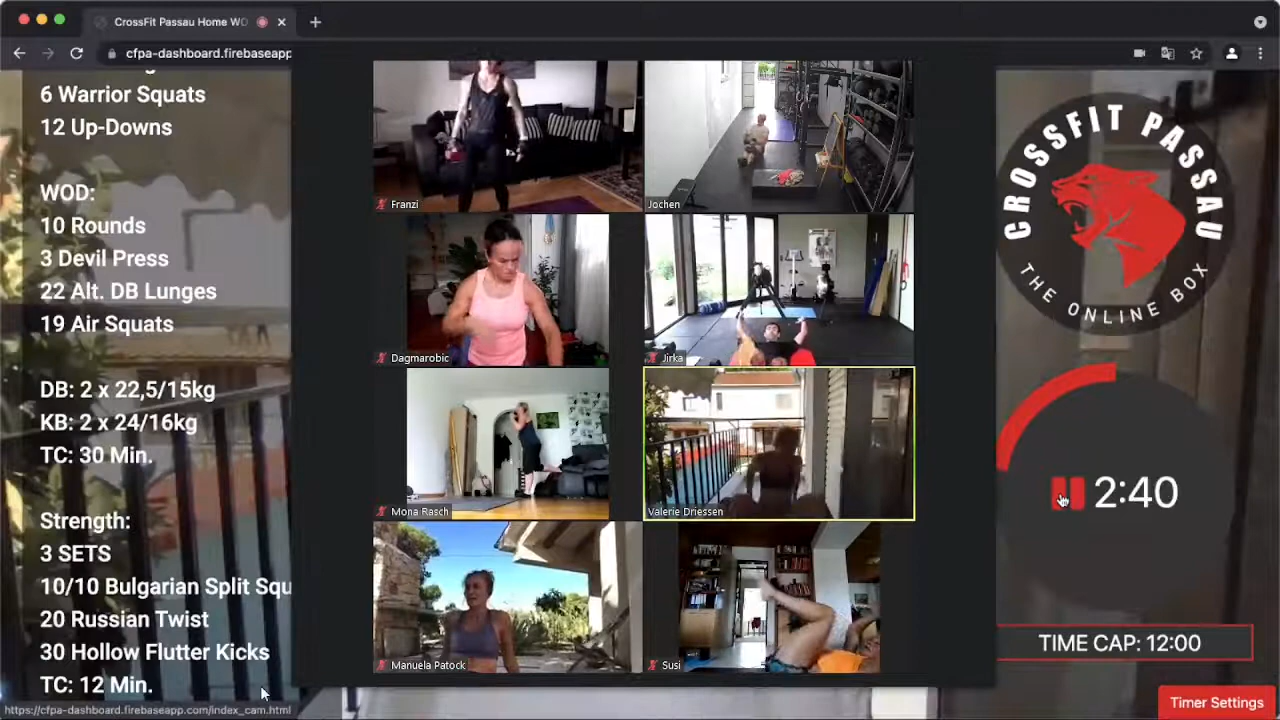 CrossFit Passau Home WO
cfpa-dashboard.firebaseapp
6 Warrior Squats
12 Up-Downs
WOD:
10 Rounds
3 Devil Press
22 Alt. DB Lunges
19 Air Squats
DB: 2 x 22,5/15kg
KB: 2 x 24/16kg
TC: 30 Min.
Strength:
3 SETS
10/10 Bulgarian Split Squ
20 Russian Twist
30 Hollow Flutter Kicks
TC: 12 Min.
https://cfpa-dashboard.firebaseapp.com/index_cam.html
Franzi
Jochen
Dagmarobic
Jirka
Mona Rasch
Valerie Driessen
Manuela Patock
Susi
CROSSFIT PASSAU
THE ONLINE BOX
2:40
TIME CAP: 12:00
Timer Settings